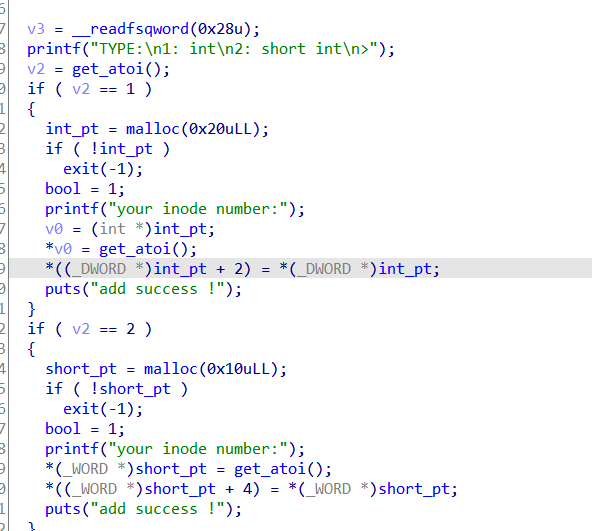 6
7 v3 = __readfsqword(0x28u);
8 printf("TYPE:\n1: int\n2: short int\n>");
9 v2 = get_atoi();
0 if ( v2 == 1 )
1 {
2 int_pt = malloc(0x20uLL);
3 if ( !int_pt )
4 exit(-1);
5 bool = 1;
6 printf("your inode number:");
7 v0 = (int *)int_pt;
8 *v0 = get_atoi();
9 *((_DWORD *)int_pt + 2) = *(_DWORD *)int_pt;
0 puts("add success !");
1 }
2 if ( v2 == 2 )
3 {
4 short_pt = malloc(0x10uLL);
5 if ( !short_pt )
6 exit(-1);
7 bool = 1;
8 printf("your inode number:");
9 *(_WORD *)short_pt = get_atoi();
0 *((_WORD *)short_pt + 4) = *(_WORD *)short_pt;
1 puts("add success !");
2 }